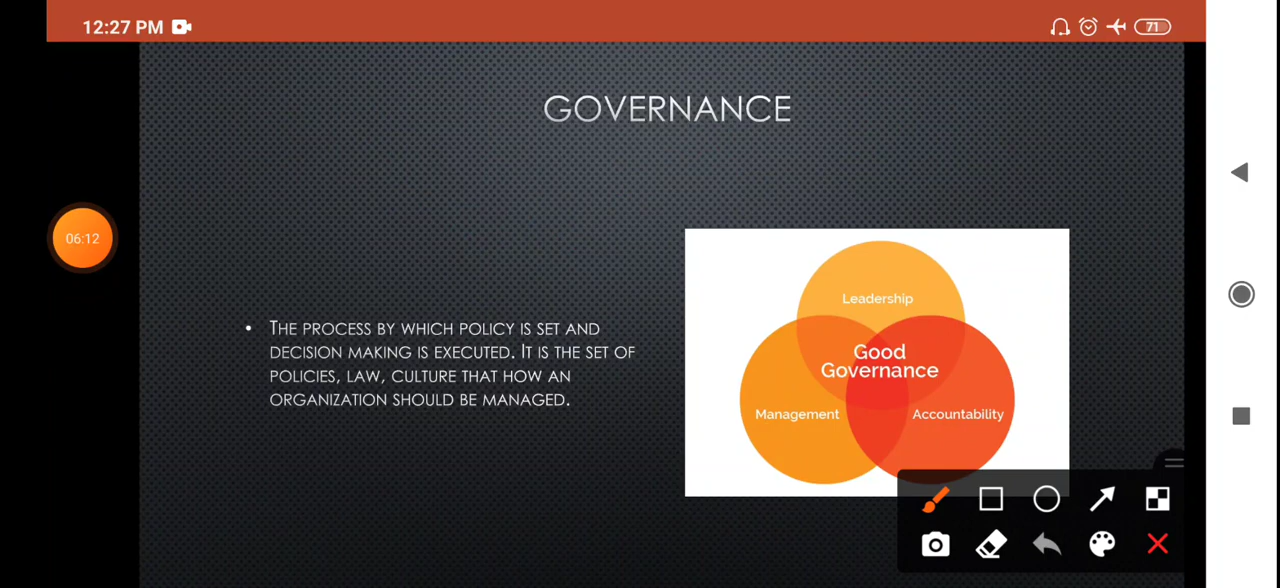 12:27 PM
71
GOVERNANCE
06:12
• THE PROCESS BY WHICH POLICY IS SET AND
DECISION MAKING IS EXECUTED. IT IS THE SET OF
POLICIES, LAW, CULTURE THAT HOW AN
ORGANIZATION SHOULD BE MANAGED.
Leadership
Good
Governance
Management
Accountability